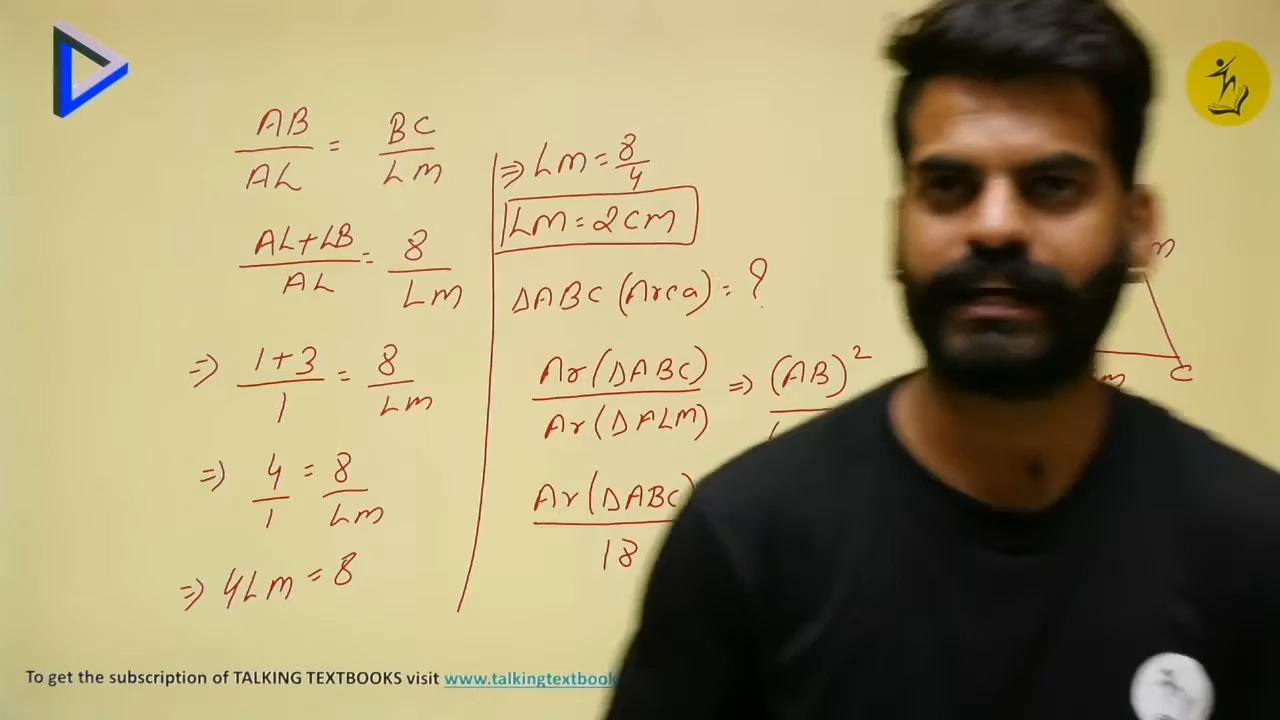 AB/AL = BC/LM
AL+LB/AL = 8/LM
⇒ 1+3/1 = 8/LM
⇒ 4/1 = 8/LM
⇒ 4LM = 8
⇒ LM = 8/4
LM = 2cm
ΔABC (Area) = ?
Ar(ΔABC)/Ar(ΔALM) ⇒ (AB)²
Ar(ΔABC)/18
m
C
To get the subscription of TALKING TEXTBOOKS visit www.talkingtextbook